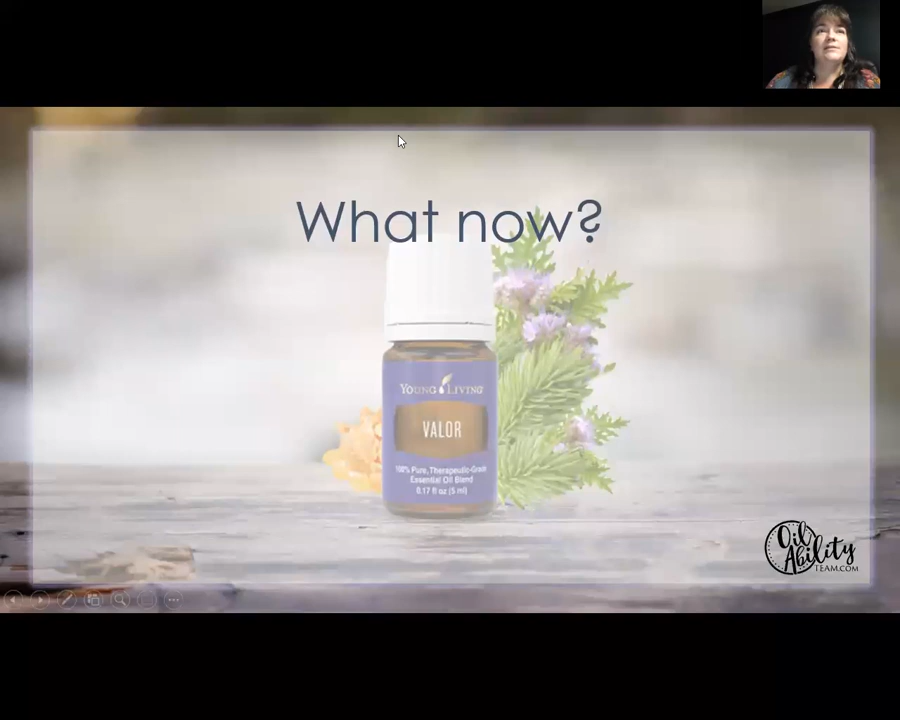 What now?
YOUNG LIVING
VALOR
100% Pure, Therapeutic-Grade
Essential Oil Blend
0.17 fl oz (5 ml)
Oil
Ability
TEAM.COM